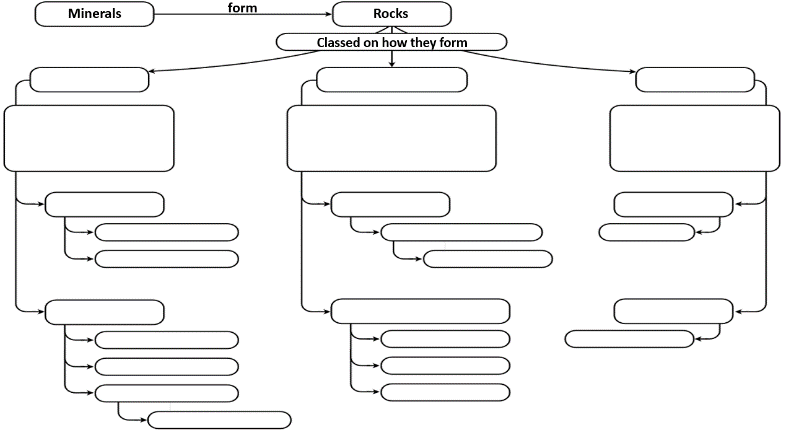 Minerals
form
Rocks
Classed on how they form